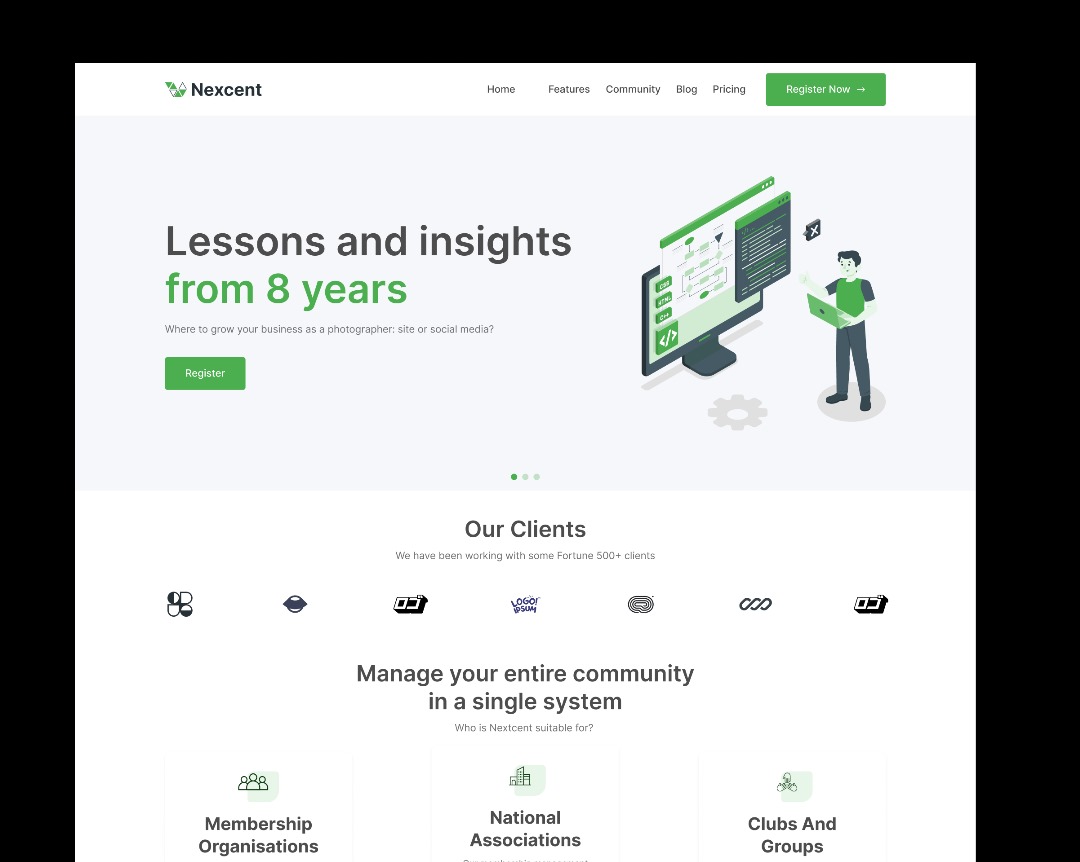 Nexcent
Home Features Community Blog Pricing Register Now →
Lessons and insights
from 8 years
Where to grow your business as a photographer: site or social media?
Register
CSS
HTML
C++
</>
Our Clients
We have been working with some Fortune 500+ clients
LOGO!
IPSUM
Manage your entire community
in a single system
Who is Nextcent suitable for?
Membership
Organisations
National
Associations
Clubs And
Groups